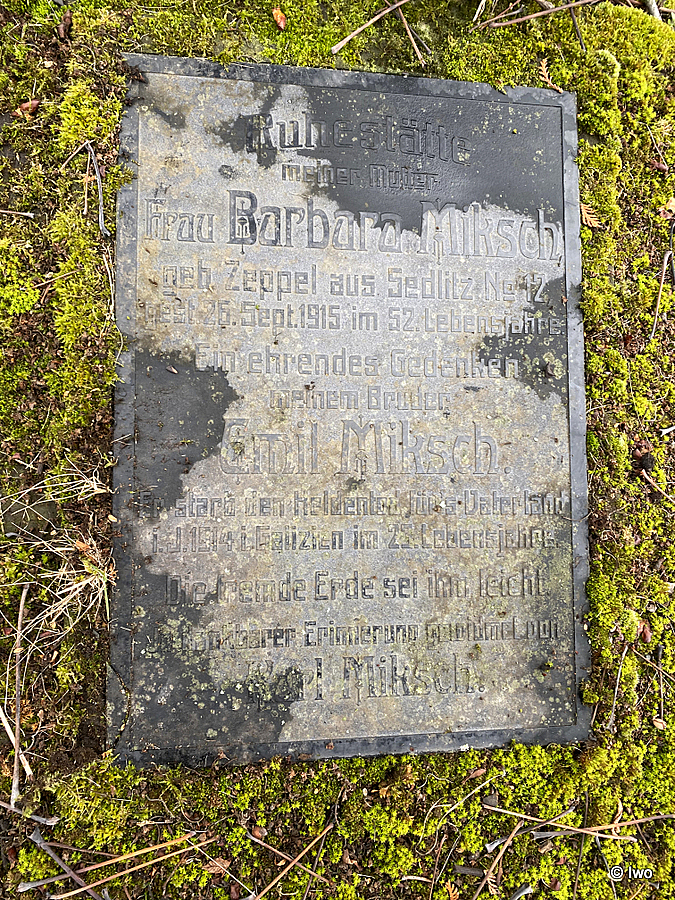 Ruhestätte
meiner Mutter
Frau Barbara Miksch,
geb. Zeppel aus Sedlitz Nº 12,
gest. 26. Sept. 1915 im 52. Lebensjahre.
Ein ehrendes Gedenken
meinem Bruder
Emil Miksch.
Er starb den Heldentod für's Vaterland
i. J. 1914 i. Galizien im 23. Lebensjahre.
Die fremde Erde sei ihm leicht.
In dankbarer Erinnerung gewidmet von
Karl Miksch.
© Iwo